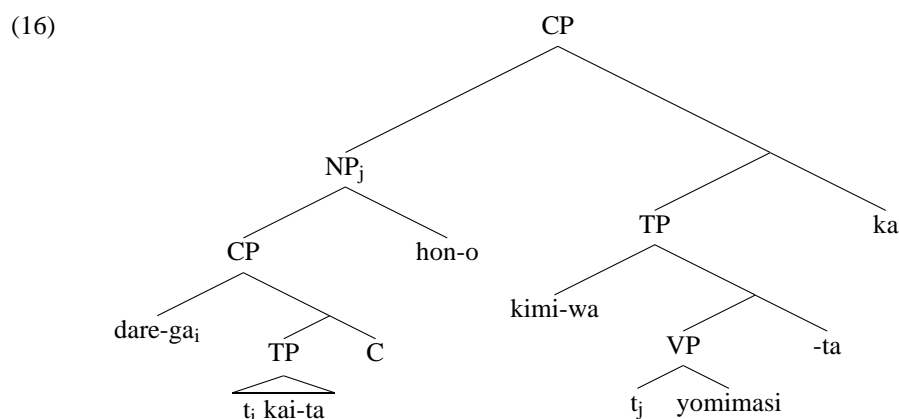 (16) CP
NPj
CP hon-o TP ka
dare-gai kimi-wa
TP C VP -ta
ti kai-ta tj yomimasi